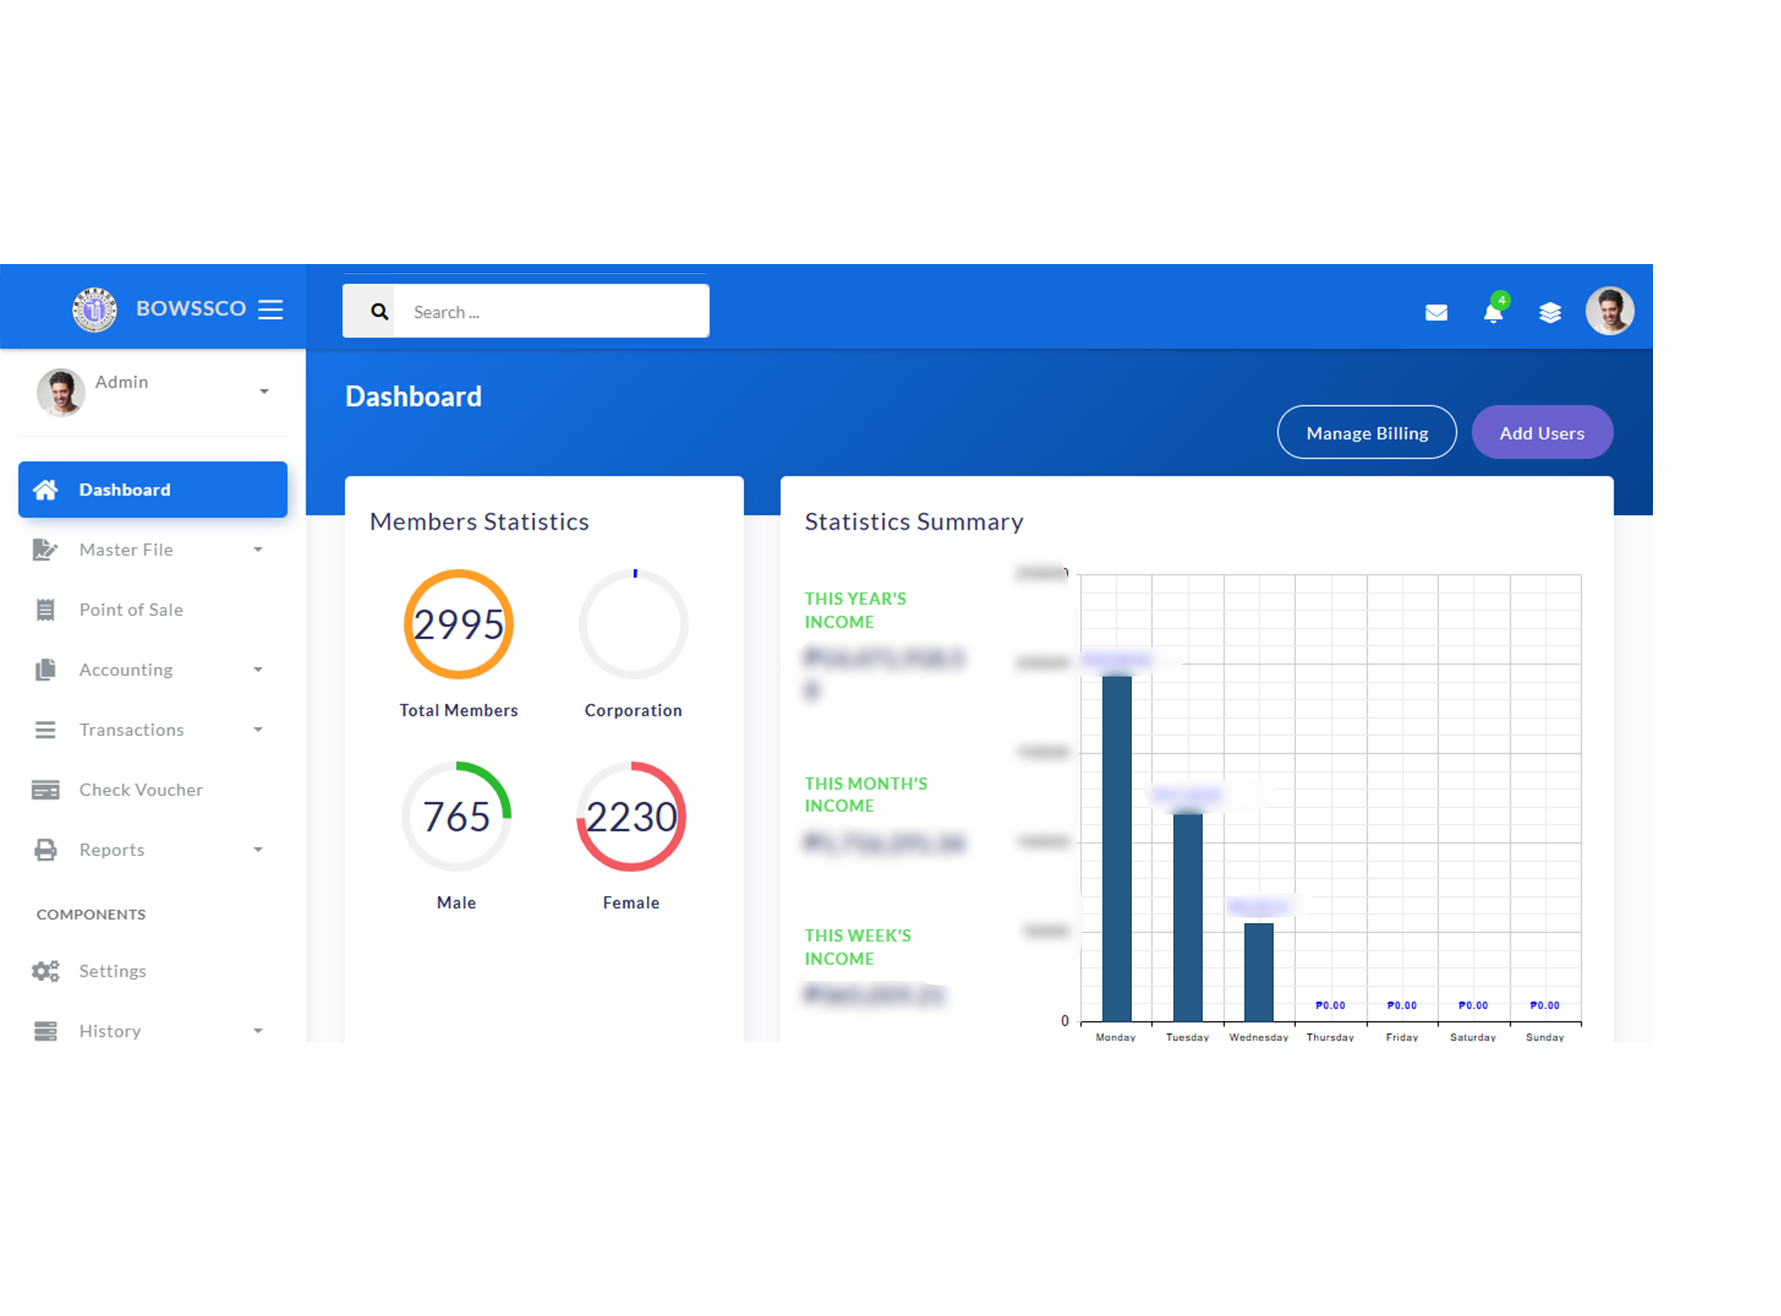 BOWSSCO
Search ...
4
Admin
Dashboard
Manage Billing
Add Users
Dashboard
Master File
Point of Sale
Accounting
Transactions
Check Voucher
Reports
COMPONENTS
Settings
History
Members Statistics
2995
Total Members
Corporation
765
Male
2230
Female
Statistics Summary
THIS YEAR'S
INCOME
THIS MONTH'S
INCOME
THIS WEEK'S
INCOME
0
₱0.00
₱0.00
₱0.00
₱0.00
Monday
Tuesday
Wednesday
Thursday
Friday
Saturday
Sunday